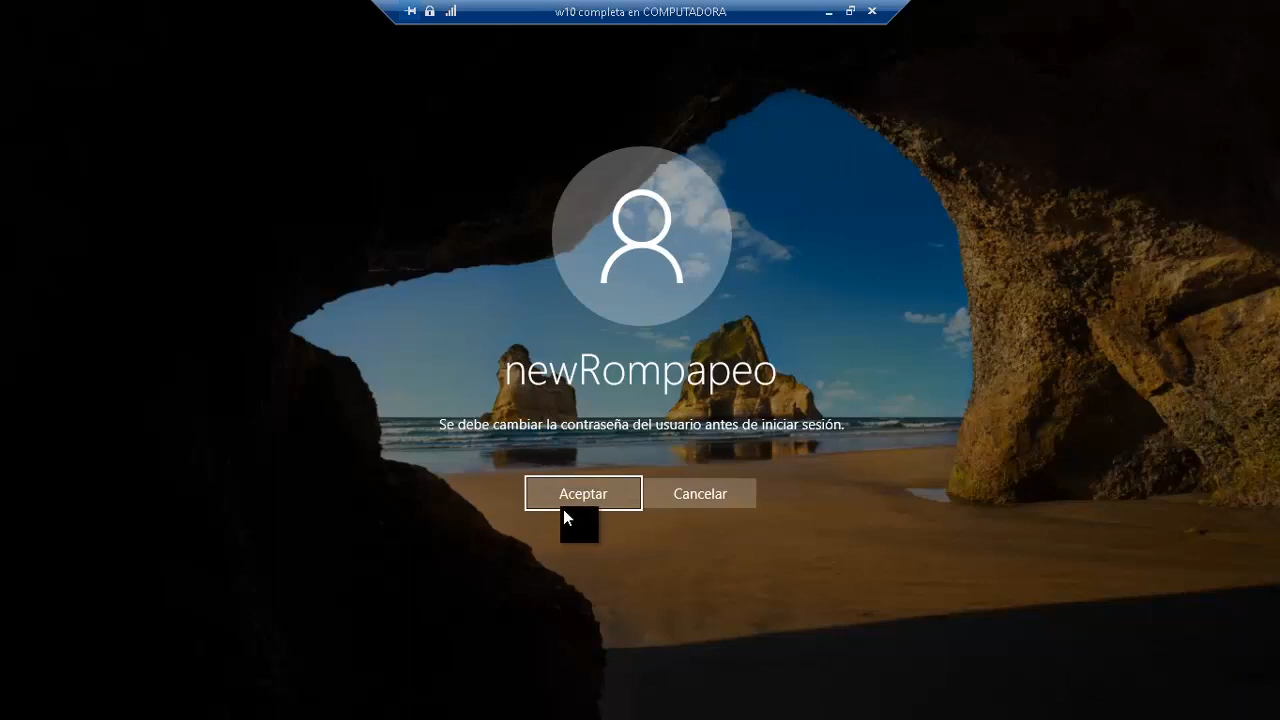 w10 completa en COMPUTADORA
newRompapeo
Se debe cambiar la contraseña del usuario antes de iniciar sesión.
Aceptar
Cancelar